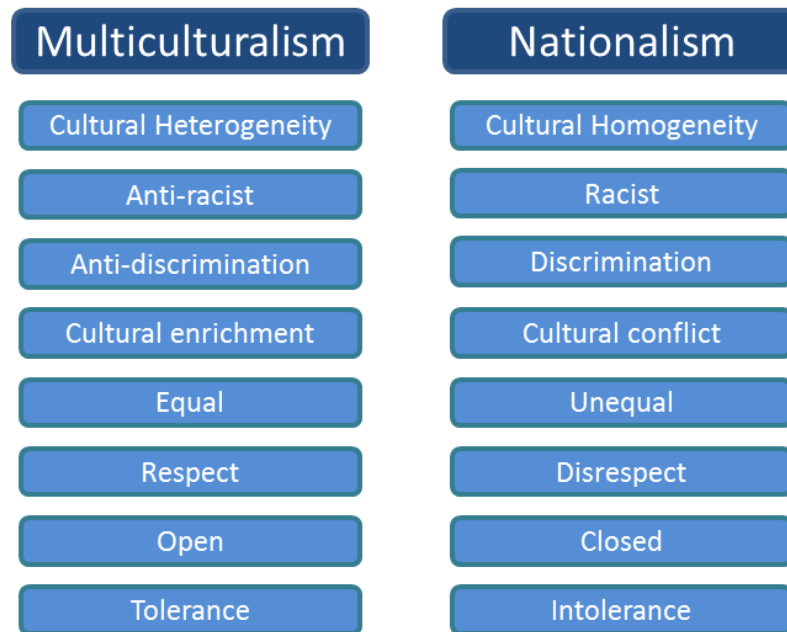 Multiculturalism
Nationalism
Cultural Heterogeneity
Cultural Homogeneity
Anti-racist
Racist
Anti-discrimination
Discrimination
Cultural enrichment
Cultural conflict
Equal
Unequal
Respect
Disrespect
Open
Closed
Tolerance
Intolerance